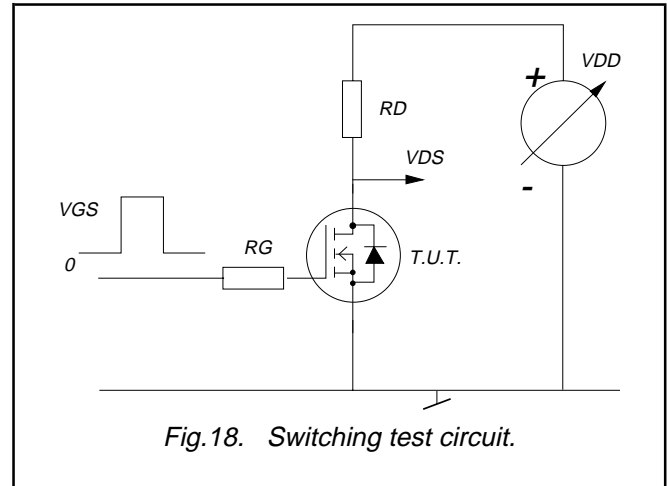 VDD
+
RD
VDS
-
VGS
0
RG
T.U.T.
Fig.18. Switching test circuit.